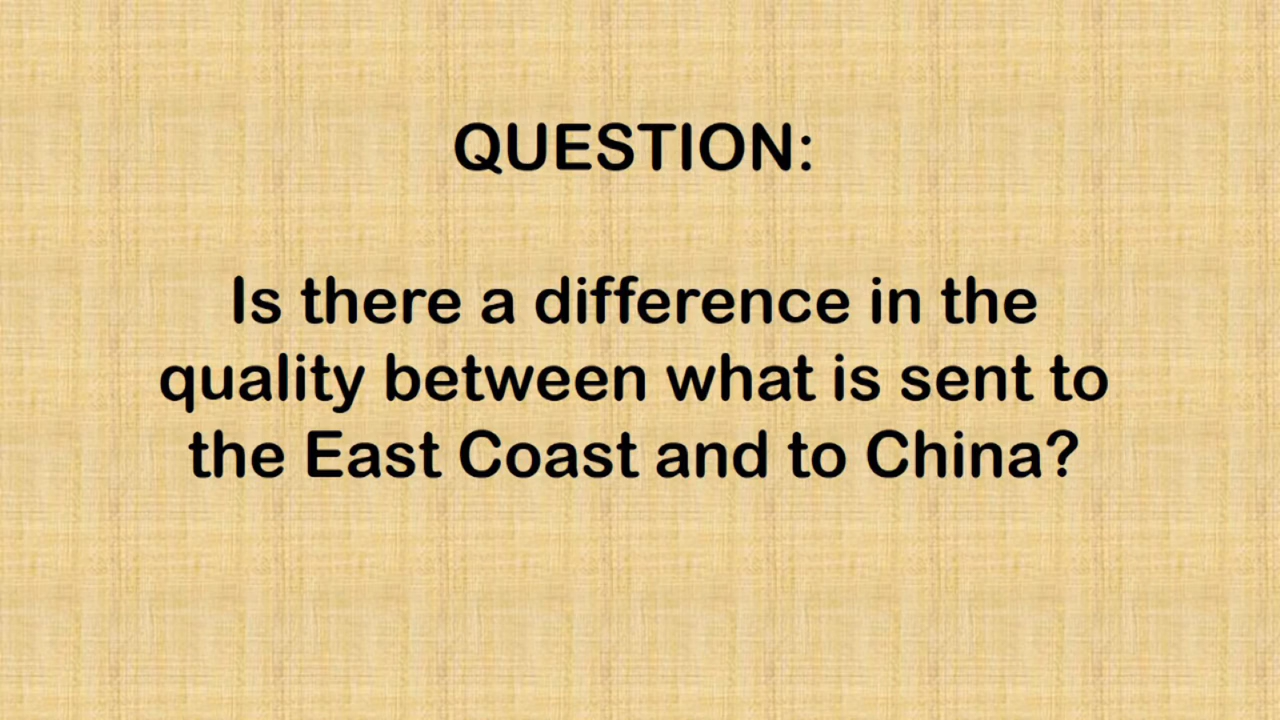 QUESTION:
Is there a difference in the
quality between what is sent to
the East Coast and to China?